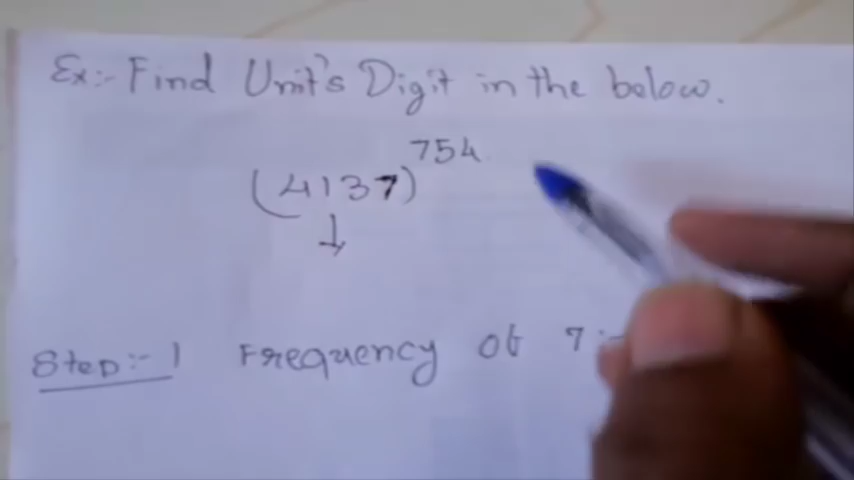 Ex:- Find Unit's Digit in the below.
(4137)^754
Step:- 1 Frequency of 7:-